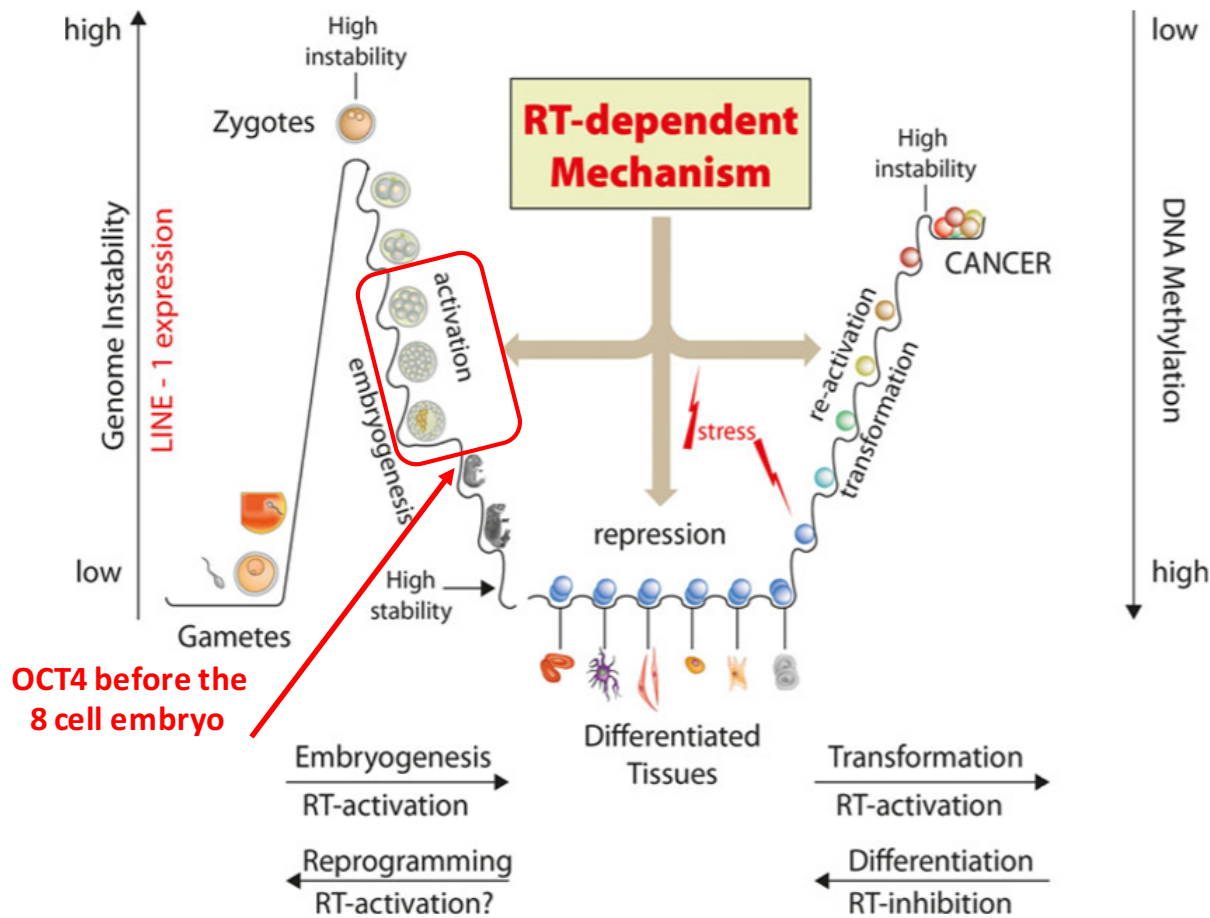 high
High
instability
Zygotes
Genome Instability
LINE - 1 expression
low
Gametes
OCT4 before the
8 cell embryo
activation
embryogenesis
High
stability
RT-dependent
Mechanism
stress
repression
Differentiated
Tissues
High
instability
CANCER
re-activation
transformation
low
DNA Methylation
high
Embryogenesis
RT-activation
Reprogramming
RT-activation?
Transformation
RT-activation
Differentiation
RT-inhibition